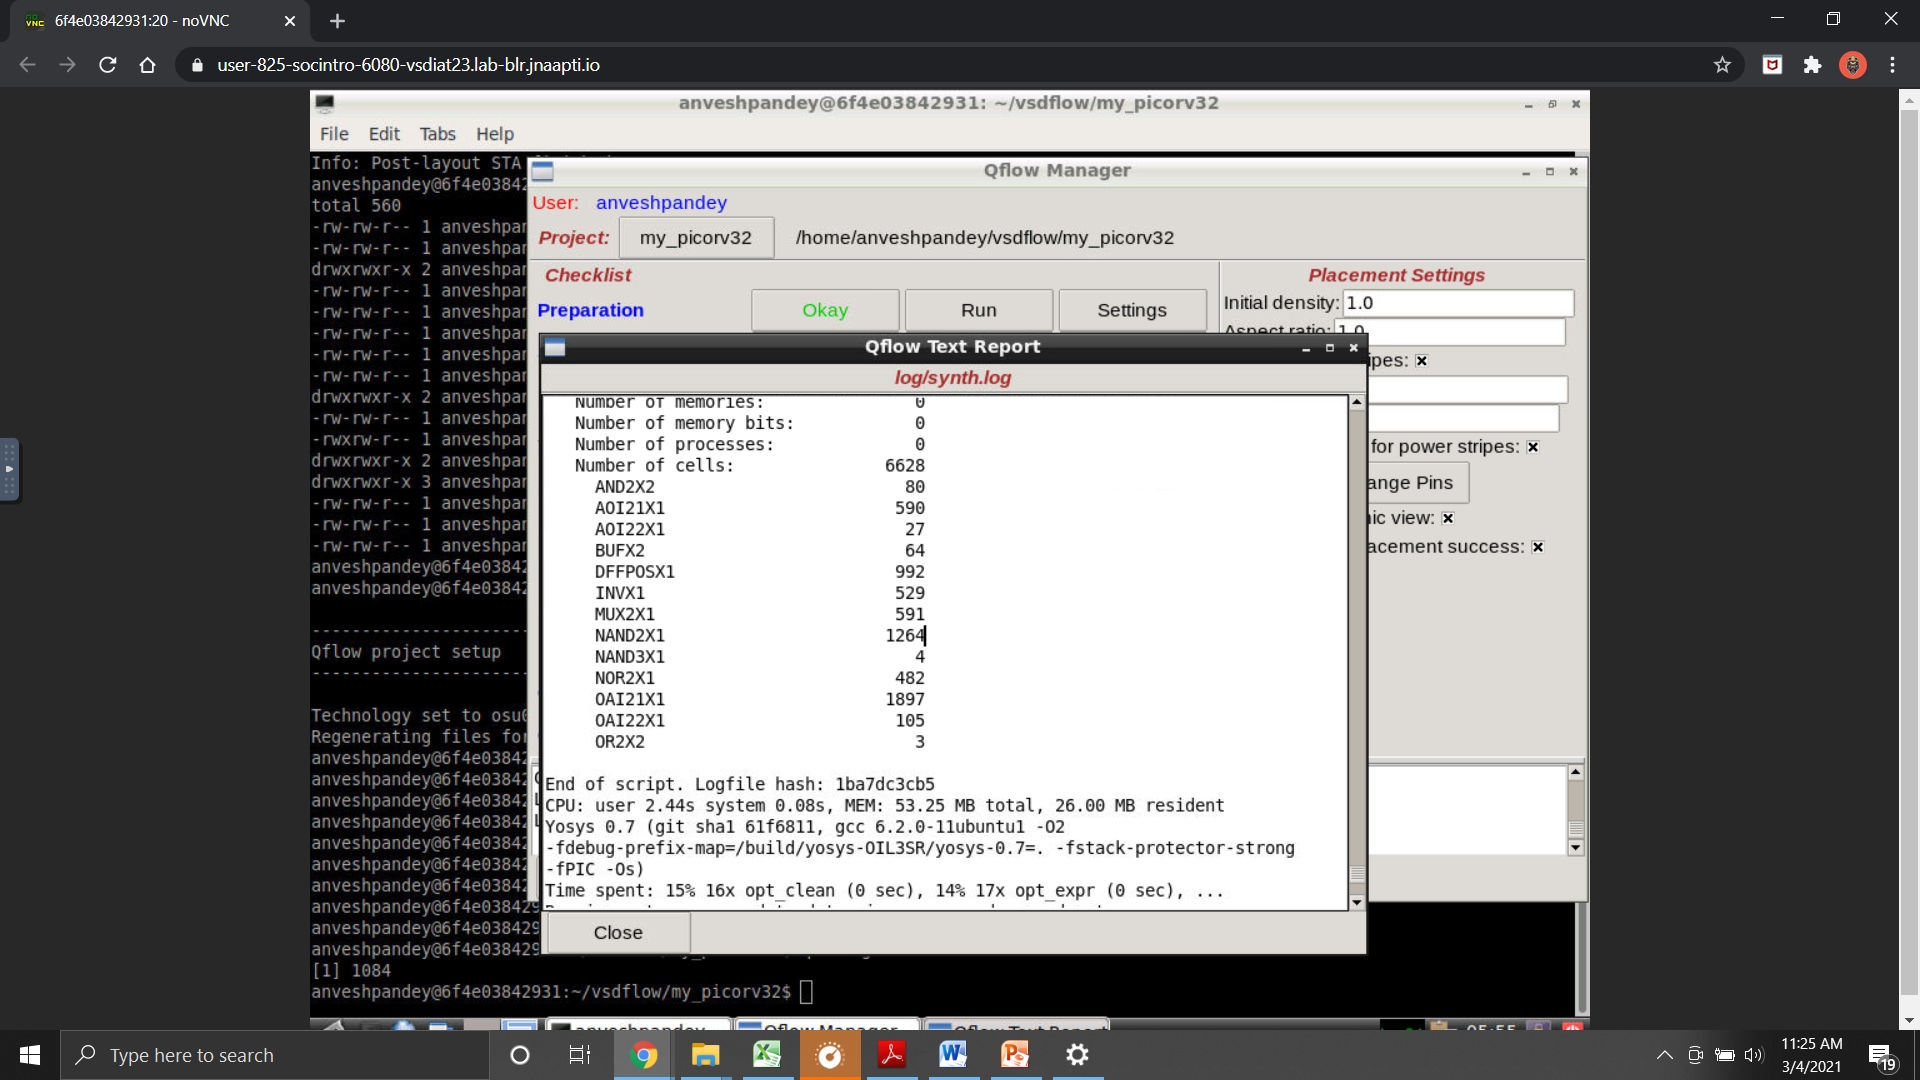 6f4e03842931:20 - noVNC
user-825-socintro-6080-vsdiat23.lab-blr.jnaapti.io
anveshpandey@6f4e03842931: ~/vsdflow/my_picorv32
File Edit Tabs Help
Info: Post-layout STA
anveshpandey@6f4e03842
total 560
-rw-rw-r-- 1 anveshpan
-rw-rw-r-- 1 anveshpan
drwxrwxr-x 2 anveshpan
-rw-rw-r-- 1 anveshpan
-rw-rw-r-- 1 anveshpan
-rw-rw-r-- 1 anveshpan
-rw-rw-r-- 1 anveshpan
-rw-rw-r-- 1 anveshpan
drwxrwxr-x 2 anveshpan
-rw-rw-r-- 1 anveshpan
-rwxrwxr-- 1 anveshpan
drwxrwxr-x 2 anveshpan
drwxrwxr-x 3 anveshpan
-rw-rw-r-- 1 anveshpan
-rw-rw-r-- 1 anveshpan
-rw-rw-r-- 1 anveshpan
anveshpandey@6f4e03842
anveshpandey@6f4e03842
----------------------
Qflow project setup
----------------------
Technology set to osu0
Regenerating files for
anveshpandey@6f4e03842
anveshpandey@6f4e03842
anveshpandey@6f4e03842
anveshpandey@6f4e03842
anveshpandey@6f4e03842
anveshpandey@6f4e03842
anveshpandey@6f4e03842
anveshpandey@6f4e03842
anveshpandey@6f4e03842
anveshpandey@6f4e03842
[1] 1084
anveshpandey@6f4e03842931:~/vsdflow/my_picorv32$
Qflow Manager
User: anveshpandey
Project: my_picorv32 /home/anveshpandey/vsdflow/my_picorv32
Checklist
Preparation Okay Run Settings
Placement Settings
Initial density: 1.0
Aspect ratio: 1.0
ipes:
for power stripes:
ange Pins
ic view:
acement success:
Qflow Text Report
log/synth.log
Number of memories: 0
Number of memory bits: 0
Number of processes: 0
Number of cells: 6628
AND2X2 80
AOI21X1 590
AOI22X1 27
BUFX2 64
DFFPOSX1 992
INVX1 529
MUX2X1 591
NAND2X1 1264
NAND3X1 4
NOR2X1 482
OAI21X1 1897
OAI22X1 105
OR2X2 3
End of script. Logfile hash: 1ba7dc3cb5
CPU: user 2.44s system 0.08s, MEM: 53.25 MB total, 26.00 MB resident
Yosys 0.7 (git sha1 61f6811, gcc 6.2.0-11ubuntu1 -O2
-fdebug-prefix-map=/build/yosys-OIL3SR/yosys-0.7=. -fstack-protector-strong
-fPIC -Os)
Time spent: 15% 16x opt_clean (0 sec), 14% 17x opt_expr (0 sec), ...
Close
anveshpandey Qflow Manager Qflow Text Report 05:55
Type here to search
11:25 AM
3/4/2021
19